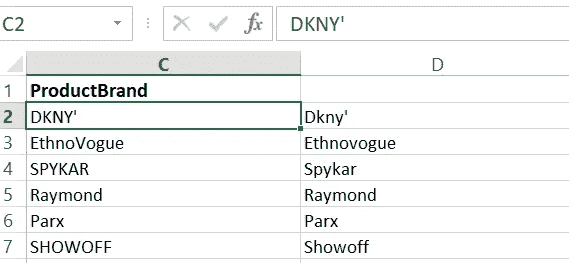 C2 fx DKNY'
C D
1 ProductBrand
2 DKNY' Dkny'
3 EthnoVogue Ethnovogue
4 SPYKAR Spykar
5 Raymond Raymond
6 Parx Parx
7 SHOWOFF Showoff